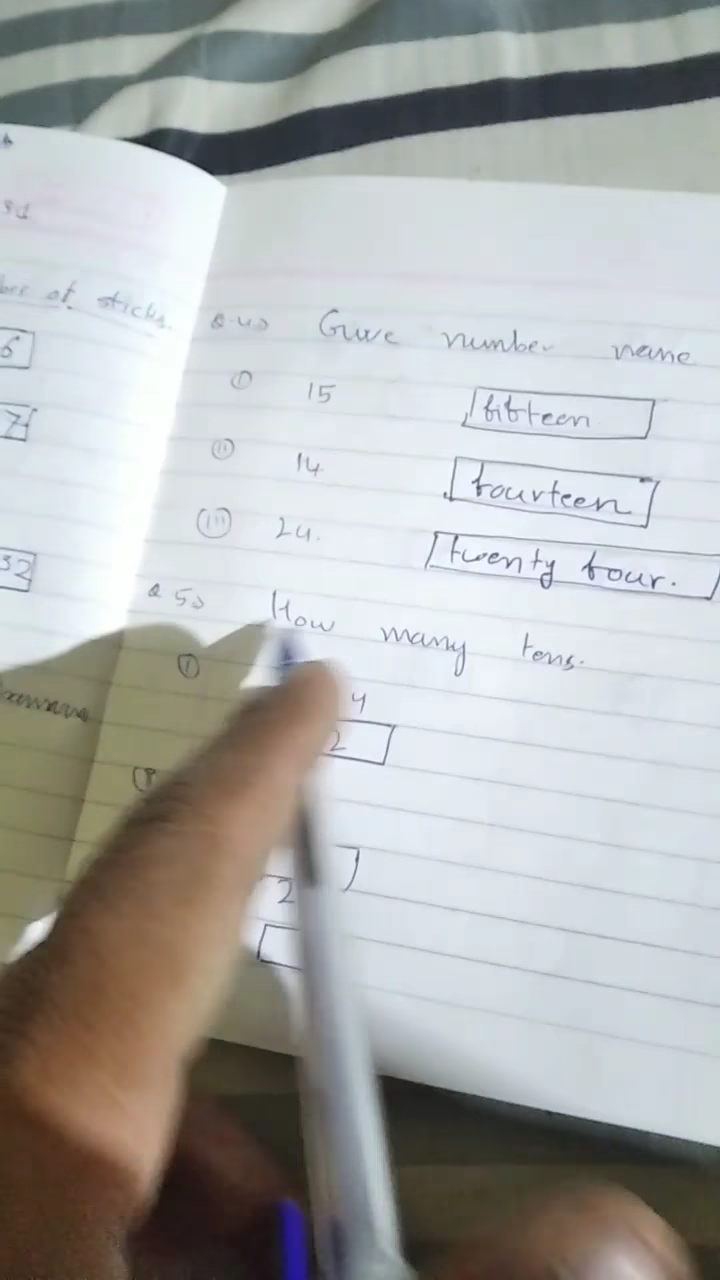 of sticks.
6
7
32
Q.4) Give number name
(i) 15 fifteen
(ii) 14 fourteen
(iii) 24. twenty four.
Q 5) How many tens.
(i)
4
2
2